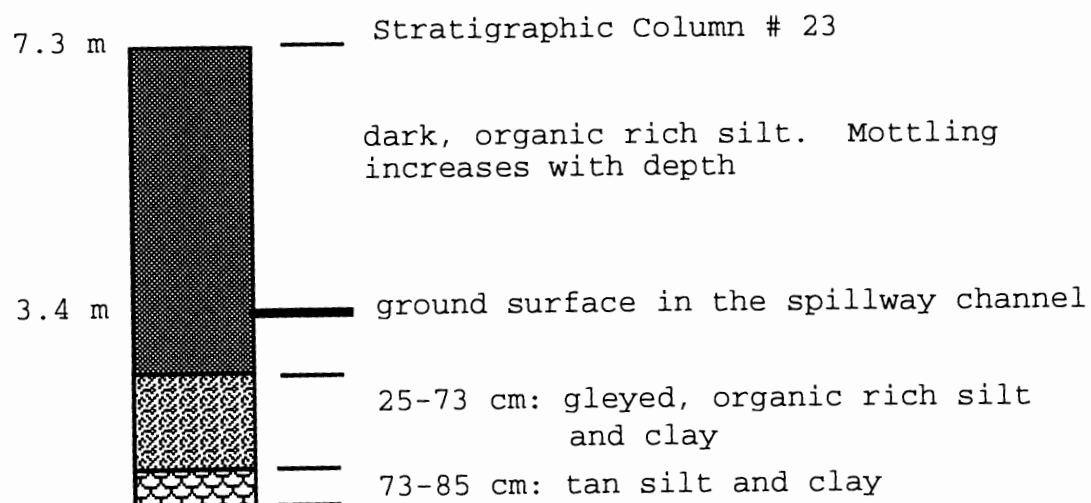 Stratigraphic Column # 23
7.3 m
dark, organic rich silt. Mottling
increases with depth
3.4 m
ground surface in the spillway channel
25-73 cm: gleyed, organic rich silt
and clay
73-85 cm: tan silt and clay